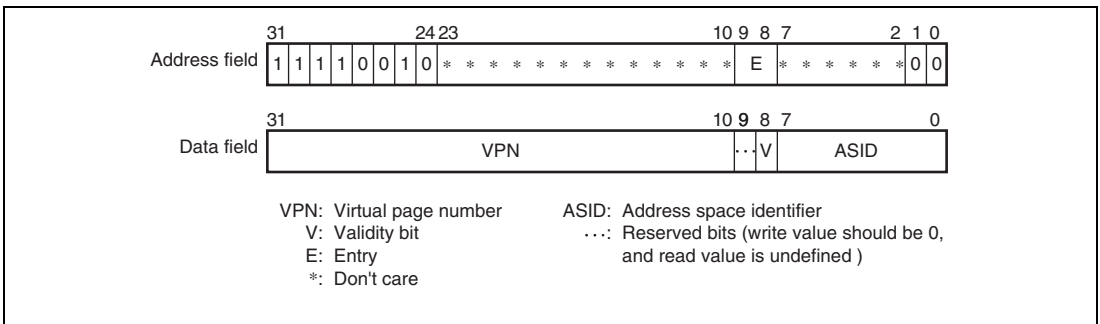 31 24 23 10 9 8 7 2 1 0
Address field 1 1 1 1 0 0 1 0 * * * * * * * * * * * * * E * * * * * * 0 0
31 10 9 8 7 0
Data field VPN ··· V ASID
VPN: Virtual page number ASID: Address space identifier
V: Validity bit ···: Reserved bits (write value should be 0,
E: Entry and read value is undefined )
*: Don't care